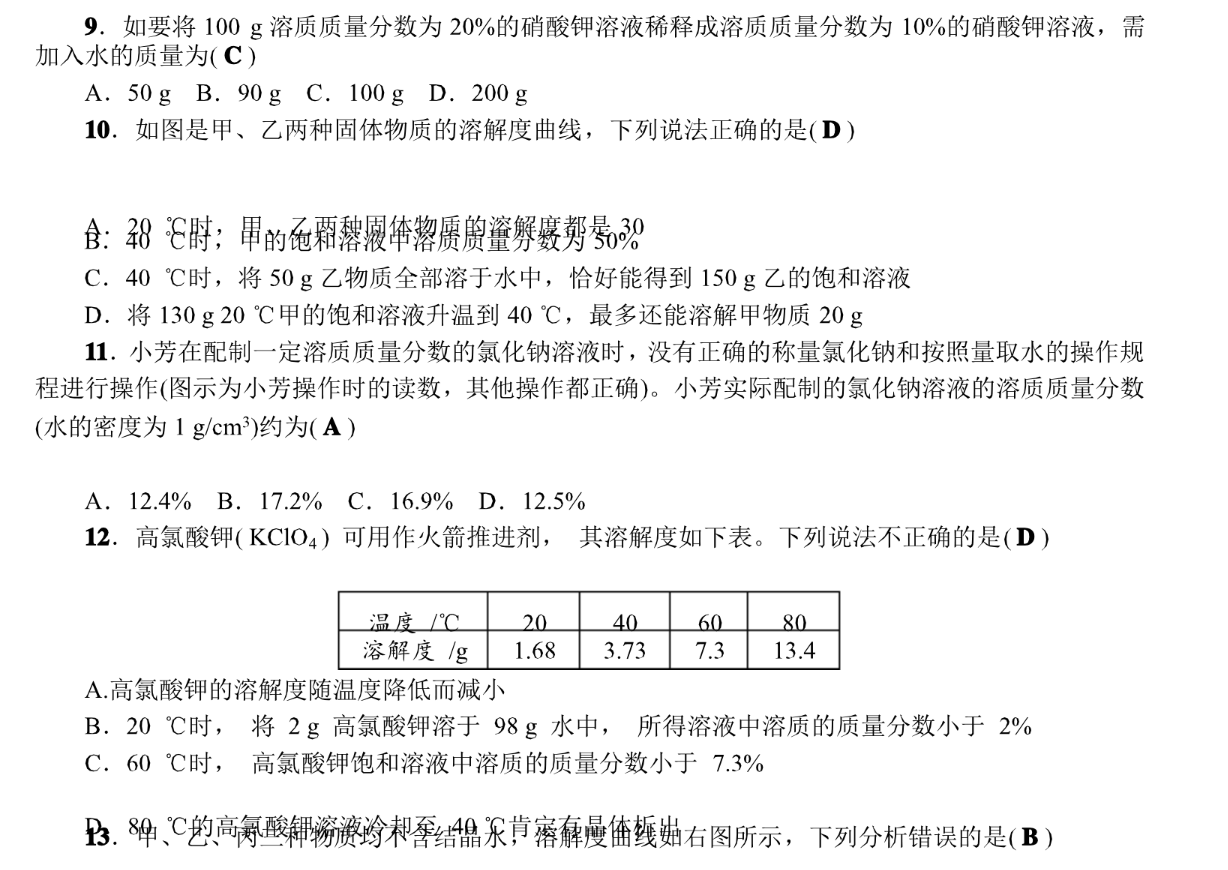 9．如要将 100 g 溶质质量分数为 20%的硝酸钾溶液稀释成溶质质量分数为 10%的硝酸钾溶液，需
加入水的质量为( C )
A．50 g B．90 g C．100 g D．200 g
10．如图是甲、乙两种固体物质的溶解度曲线，下列说法正确的是( D )
A．20 ℃时，甲、乙两种固体物质的溶解度都是 30
B．40 ℃时，甲的饱和溶液中溶质质量分数为 50%
C．40 ℃时，将 50 g 乙物质全部溶于水中，恰好能得到 150 g 乙的饱和溶液
D．将 130 g 20 ℃甲的饱和溶液升温到 40 ℃，最多还能溶解甲物质 20 g
11．小芳在配制一定溶质质量分数的氯化钠溶液时，没有正确的称量氯化钠和按照量取水的操作规
程进行操作(图示为小芳操作时的读数，其他操作都正确)。小芳实际配制的氯化钠溶液的溶质质量分数
(水的密度为 1 g/cm³)约为( A )
A．12.4% B．17.2% C．16.9% D．12.5%
12．高氯酸钾( KClO₄ ) 可用作火箭推进剂， 其溶解度如下表。下列说法不正确的是( D )
温度 /℃ 20 40 60 80
溶解度 /g 1.68 3.73 7.3 13.4
A.高氯酸钾的溶解度随温度降低而减小
B．20 ℃时， 将 2 g 高氯酸钾溶于 98 g 水中， 所得溶液中溶质的质量分数小于 2%
C．60 ℃时， 高氯酸钾饱和溶液中溶质的质量分数小于 7.3%
D．80 ℃的高氯酸钾溶液冷却至 40 ℃肯定有晶体析出
13．甲、乙、丙三种物质均不含结晶水，溶解度曲线如右图所示，下列分析错误的是( B )